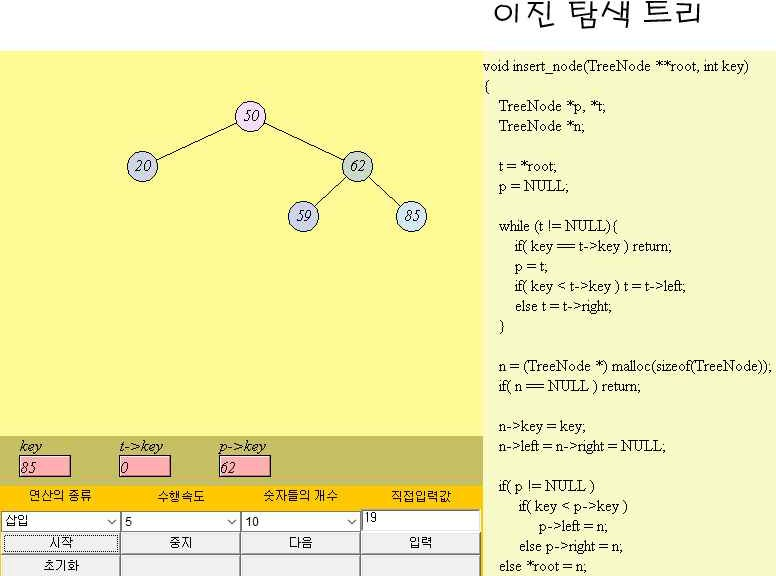 이진 탐색 트리
void insert_node(TreeNode **root, int key)
{
TreeNode *p, *t;
TreeNode *n;
t = *root;
p = NULL;
while (t != NULL){
if( key == t->key ) return;
p = t;
if( key < t->key ) t = t->left;
else t = t->right;
}
n = (TreeNode *) malloc(sizeof(TreeNode));
if( n == NULL ) return;
n->key = key;
n->left = n->right = NULL;
if( p != NULL )
if( key < p->key )
p->left = n;
else p->right = n;
else *root = n;
50
20 62
59 85
key t->key p->key
85 0 62
연산의 종류 수행속도 숫자들의 개수 직접입력값
삽입 5 10 19
시작 중지 다음 입력
초기화